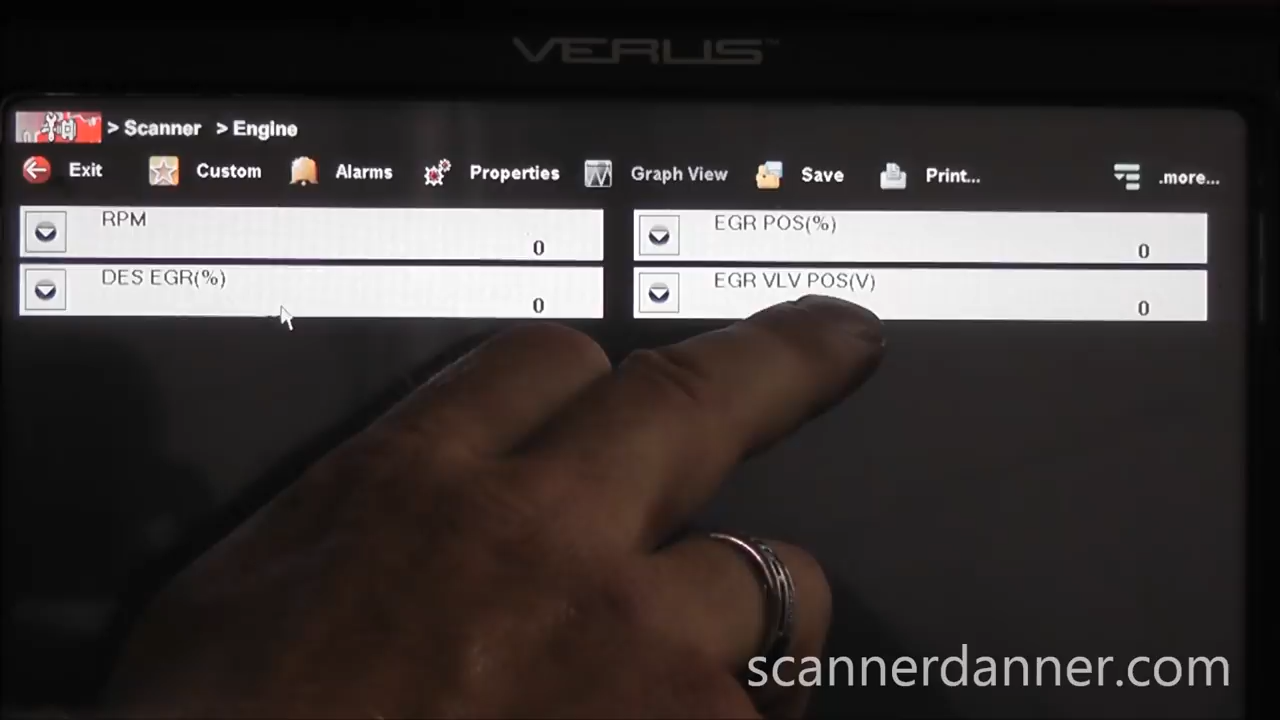 VERUS™
> Scanner > Engine
Exit Custom Alarms Properties Graph View Save Print... .more...
RPM
0
EGR POS(%)
0
DES EGR(%)
0
EGR VLV POS(V)
0
scannerdanner.com